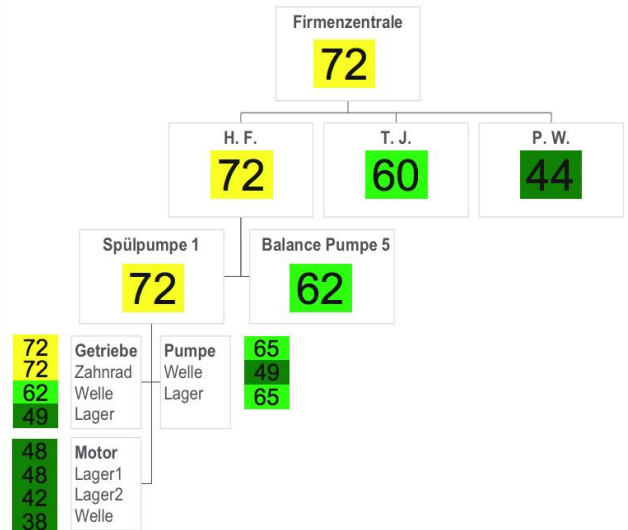 Firmenzentrale
72
H. F.
72
T. J.
60
P. W.
44
Spülpumpe 1
72
Balance Pumpe 5
62
72 Getriebe
72 Zahnrad
62 Welle
49 Lager
Pumpe 65
Welle 49
Lager 65
48 Motor
48 Lager1
42 Lager2
38 Welle